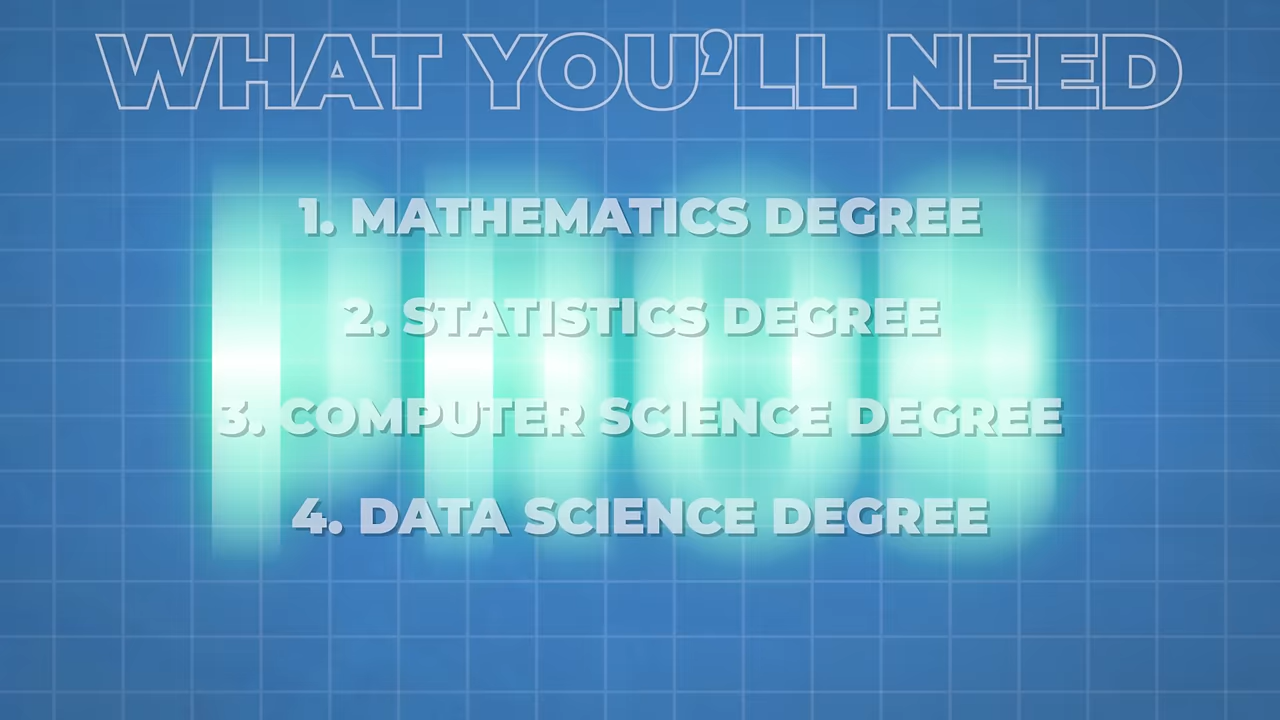 WHAT YOU'LL NEED
1. MATHEMATICS DEGREE
2. STATISTICS DEGREE
3. COMPUTER SCIENCE DEGREE
4. DATA SCIENCE DEGREE